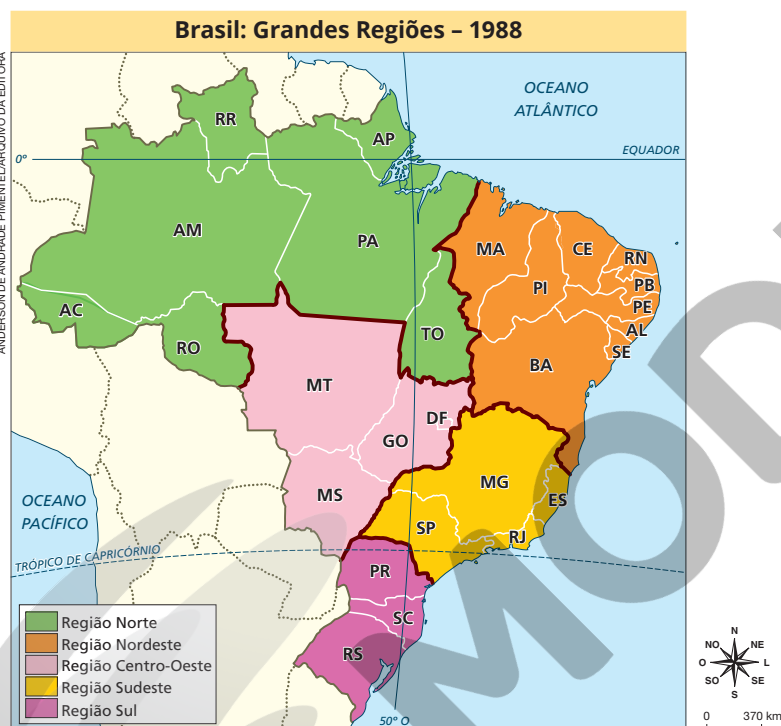 Brasil: Grandes Regiões – 1988
ANDERSON DE ANDRADE PIMENTEL/ARQUIVO DA EDITORA
OCEANO
ATLÂNTICO
EQUADOR
0°
RR
AP
AM
PA
MA
CE
RN
PB
PE
AL
SE
PI
AC
RO
TO
BA
MT
DF
GO
MS
MG
ES
SP
RJ
OCEANO
PACÍFICO
TRÓPICO DE CAPRICÓRNIO
PR
SC
RS
Região Norte
Região Nordeste
Região Centro-Oeste
Região Sudeste
Região Sul
50° O
N
NO NE
O L
SO SE
S
0 370 km